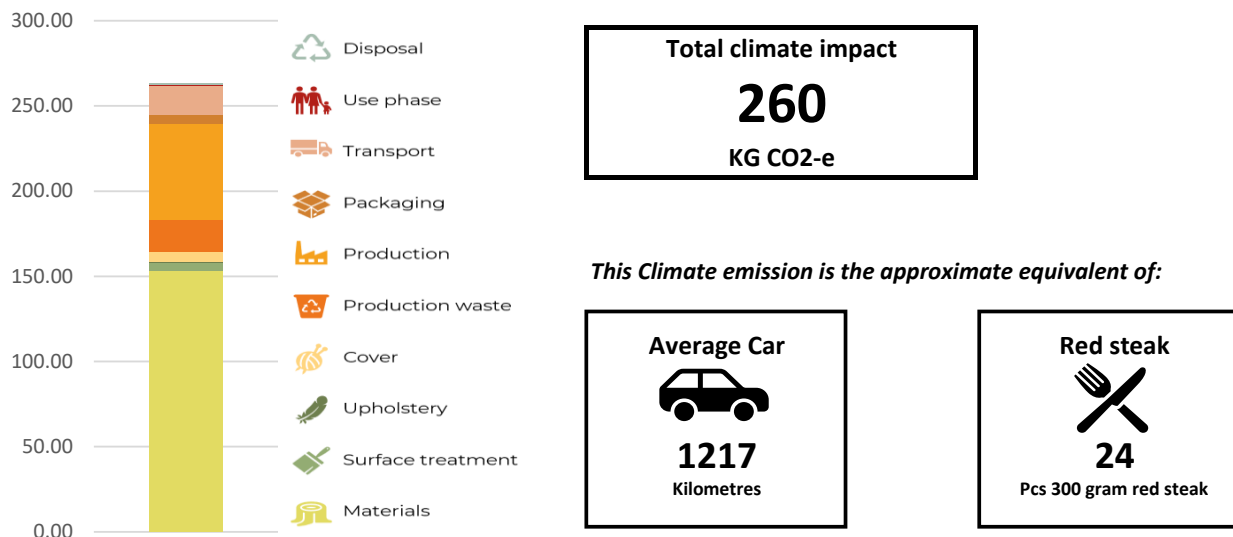 300.00
250.00
200.00
150.00
100.00
50.00
0.00
Disposal
Use phase
Transport
Packaging
Production
Production waste
Cover
Upholstery
Surface treatment
Materials
Total climate impact
260
KG CO2-e
This Climate emission is the approximate equivalent of:
Average Car
1217
Kilometres
Red steak
24
Pcs 300 gram red steak